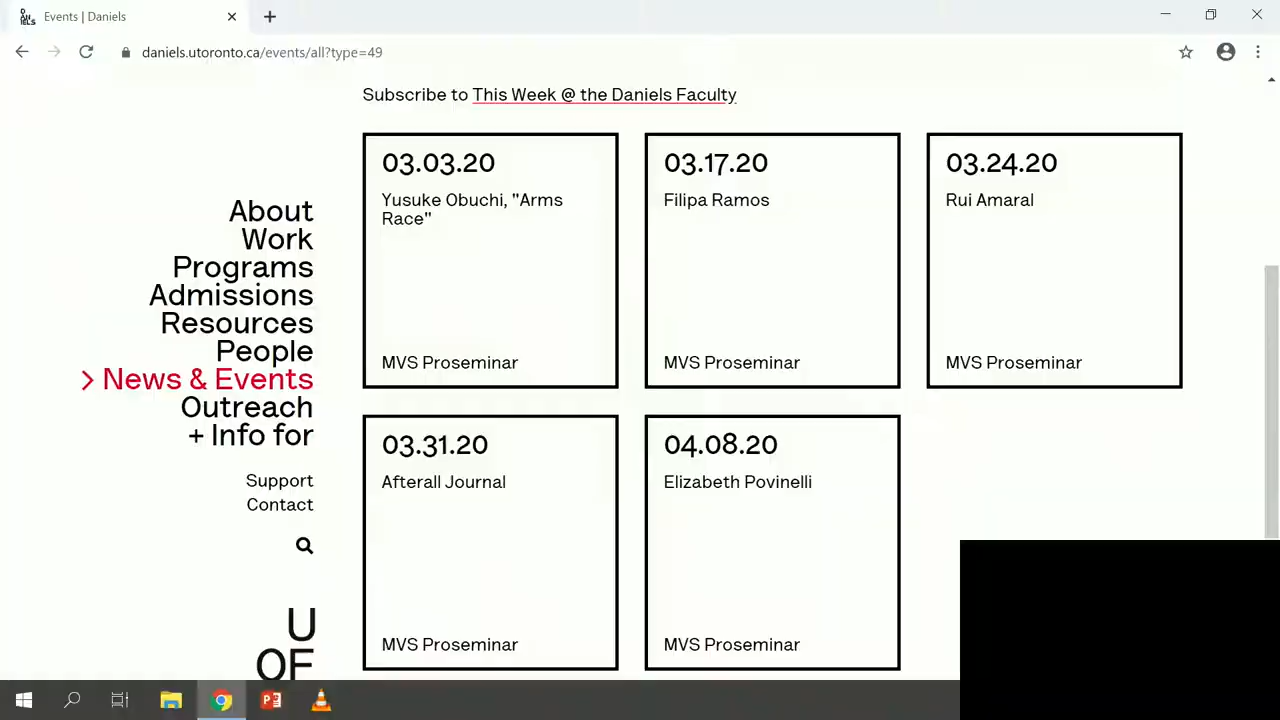 Events | Daniels
daniels.utoronto.ca/events/all?type=49
Subscribe to This Week @ the Daniels Faculty
About
Work
Programs
Admissions
Resources
People
> News & Events
Outreach
+ Info for
Support
Contact
U
OF
03.03.20
Yusuke Obuchi, "Arms
Race"
MVS Proseminar
03.17.20
Filipa Ramos
MVS Proseminar
03.24.20
Rui Amaral
MVS Proseminar
03.31.20
Afterall Journal
MVS Proseminar
04.08.20
Elizabeth Povinelli
MVS Proseminar